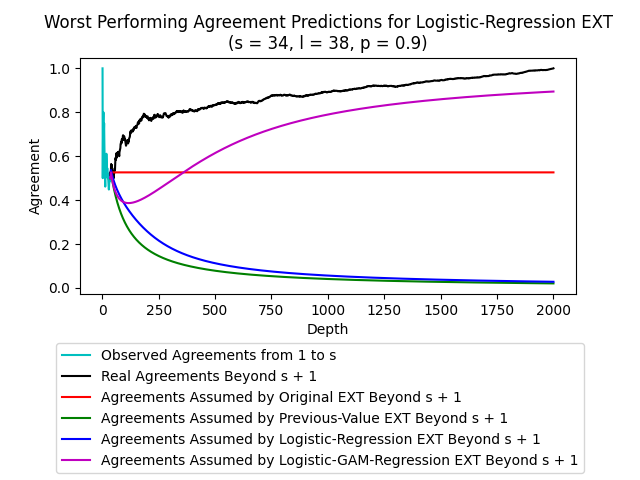 Worst Performing Agreement Predictions for Logistic-Regression EXT
(s = 34, l = 38, p = 0.9)
1.0
0.8
0.6
0.4
0.2
0.0
Agreement
0 250 500 750 1000 1250 1500 1750 2000
Depth
Observed Agreements from 1 to s
Real Agreements Beyond s + 1
Agreements Assumed by Original EXT Beyond s + 1
Agreements Assumed by Previous-Value EXT Beyond s + 1
Agreements Assumed by Logistic-Regression EXT Beyond s + 1
Agreements Assumed by Logistic-GAM-Regression EXT Beyond s + 1